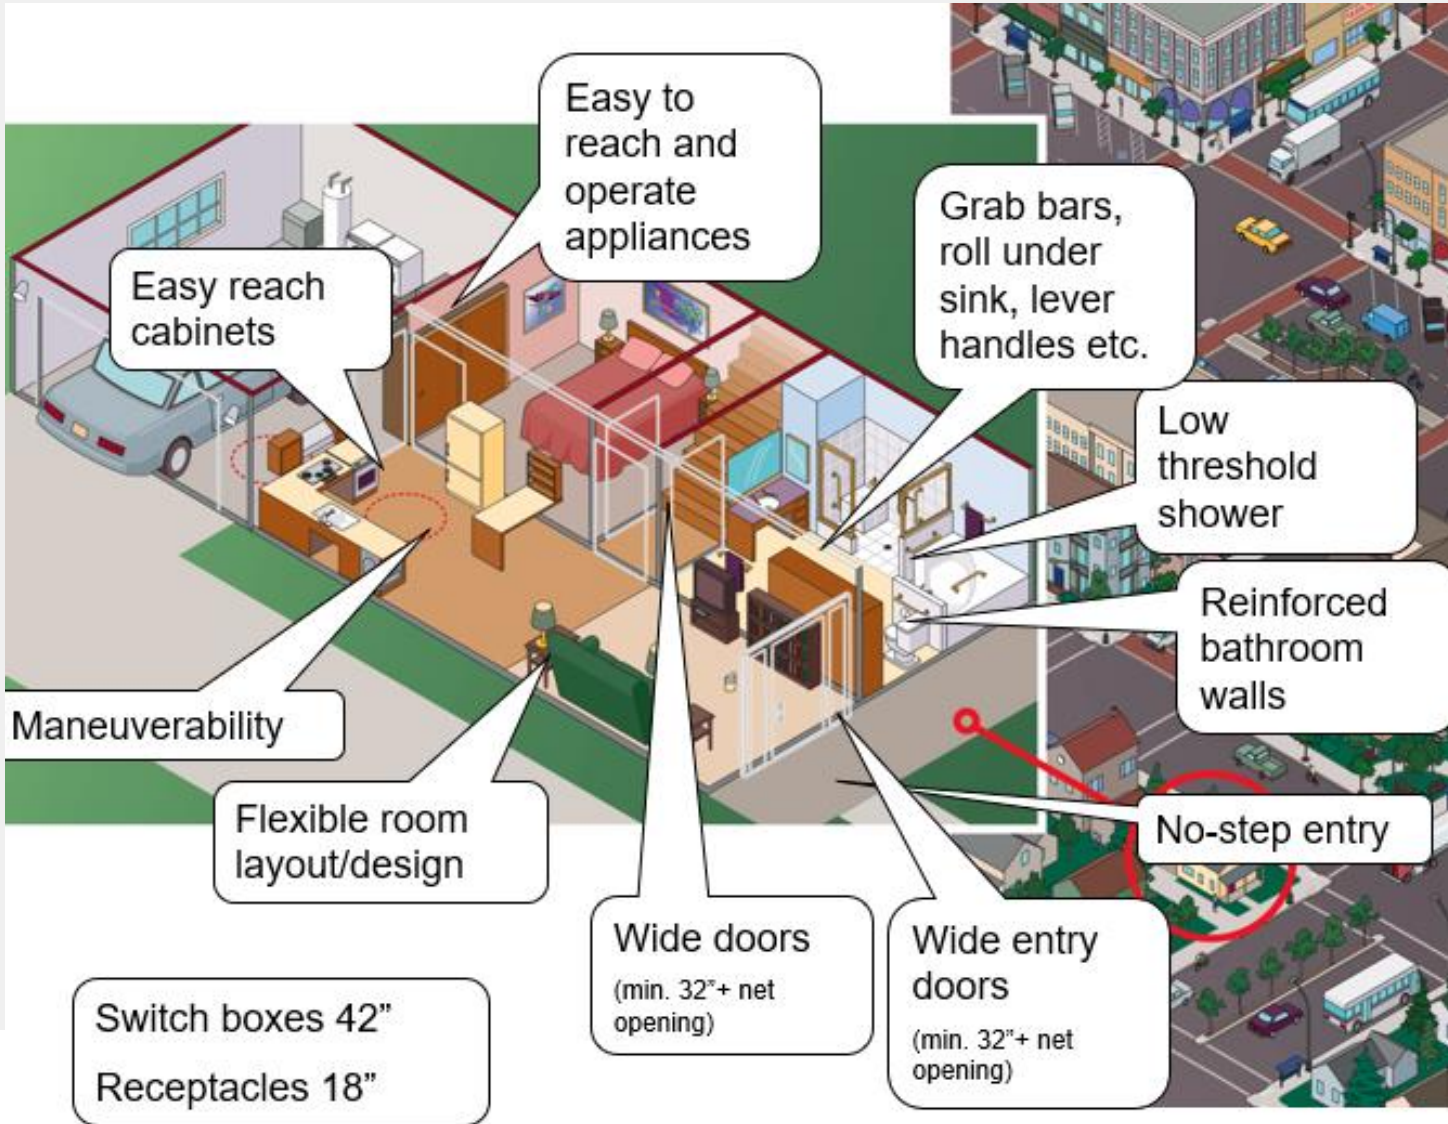 Easy to
reach and
operate
appliances
Grab bars,
roll under
sink, lever
handles etc.
Easy reach
cabinets
Low
threshold
shower
Reinforced
bathroom
walls
Maneuverability
Flexible room
layout/design
No-step entry
Wide doors
(min. 32”+ net
opening)
Wide entry
doors
(min. 32”+ net
opening)
Switch boxes 42”
Receptacles 18”